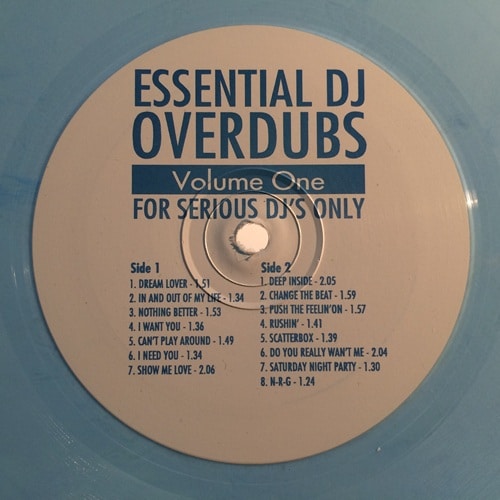 ESSENTIAL DJ
OVERDUBS
Volume One
FOR SERIOUS DJ'S ONLY
Side 1
1. DREAM LOVER - 1.51
2. IN AND OUT OF MY LIFE - 1.34
3. NOTHING BETTER - 1.53
4. I WANT YOU - 1.36
5. CAN'T PLAY AROUND - 1.49
6. I NEED YOU - 1.34
7. SHOW ME LOVE - 2.06
Side 2
1. DEEP INSIDE - 2.05
2. CHANGE THE BEAT - 1.59
3. PUSH THE FEELIN'ON - 1.57
4. RUSHIN' - 1.41
5. SCATTERBOX - 1.39
6. DO YOU REALLY WAN'T ME - 2.04
7. SATURDAY NIGHT PARTY - 1.30
8. N-R-G - 1.24